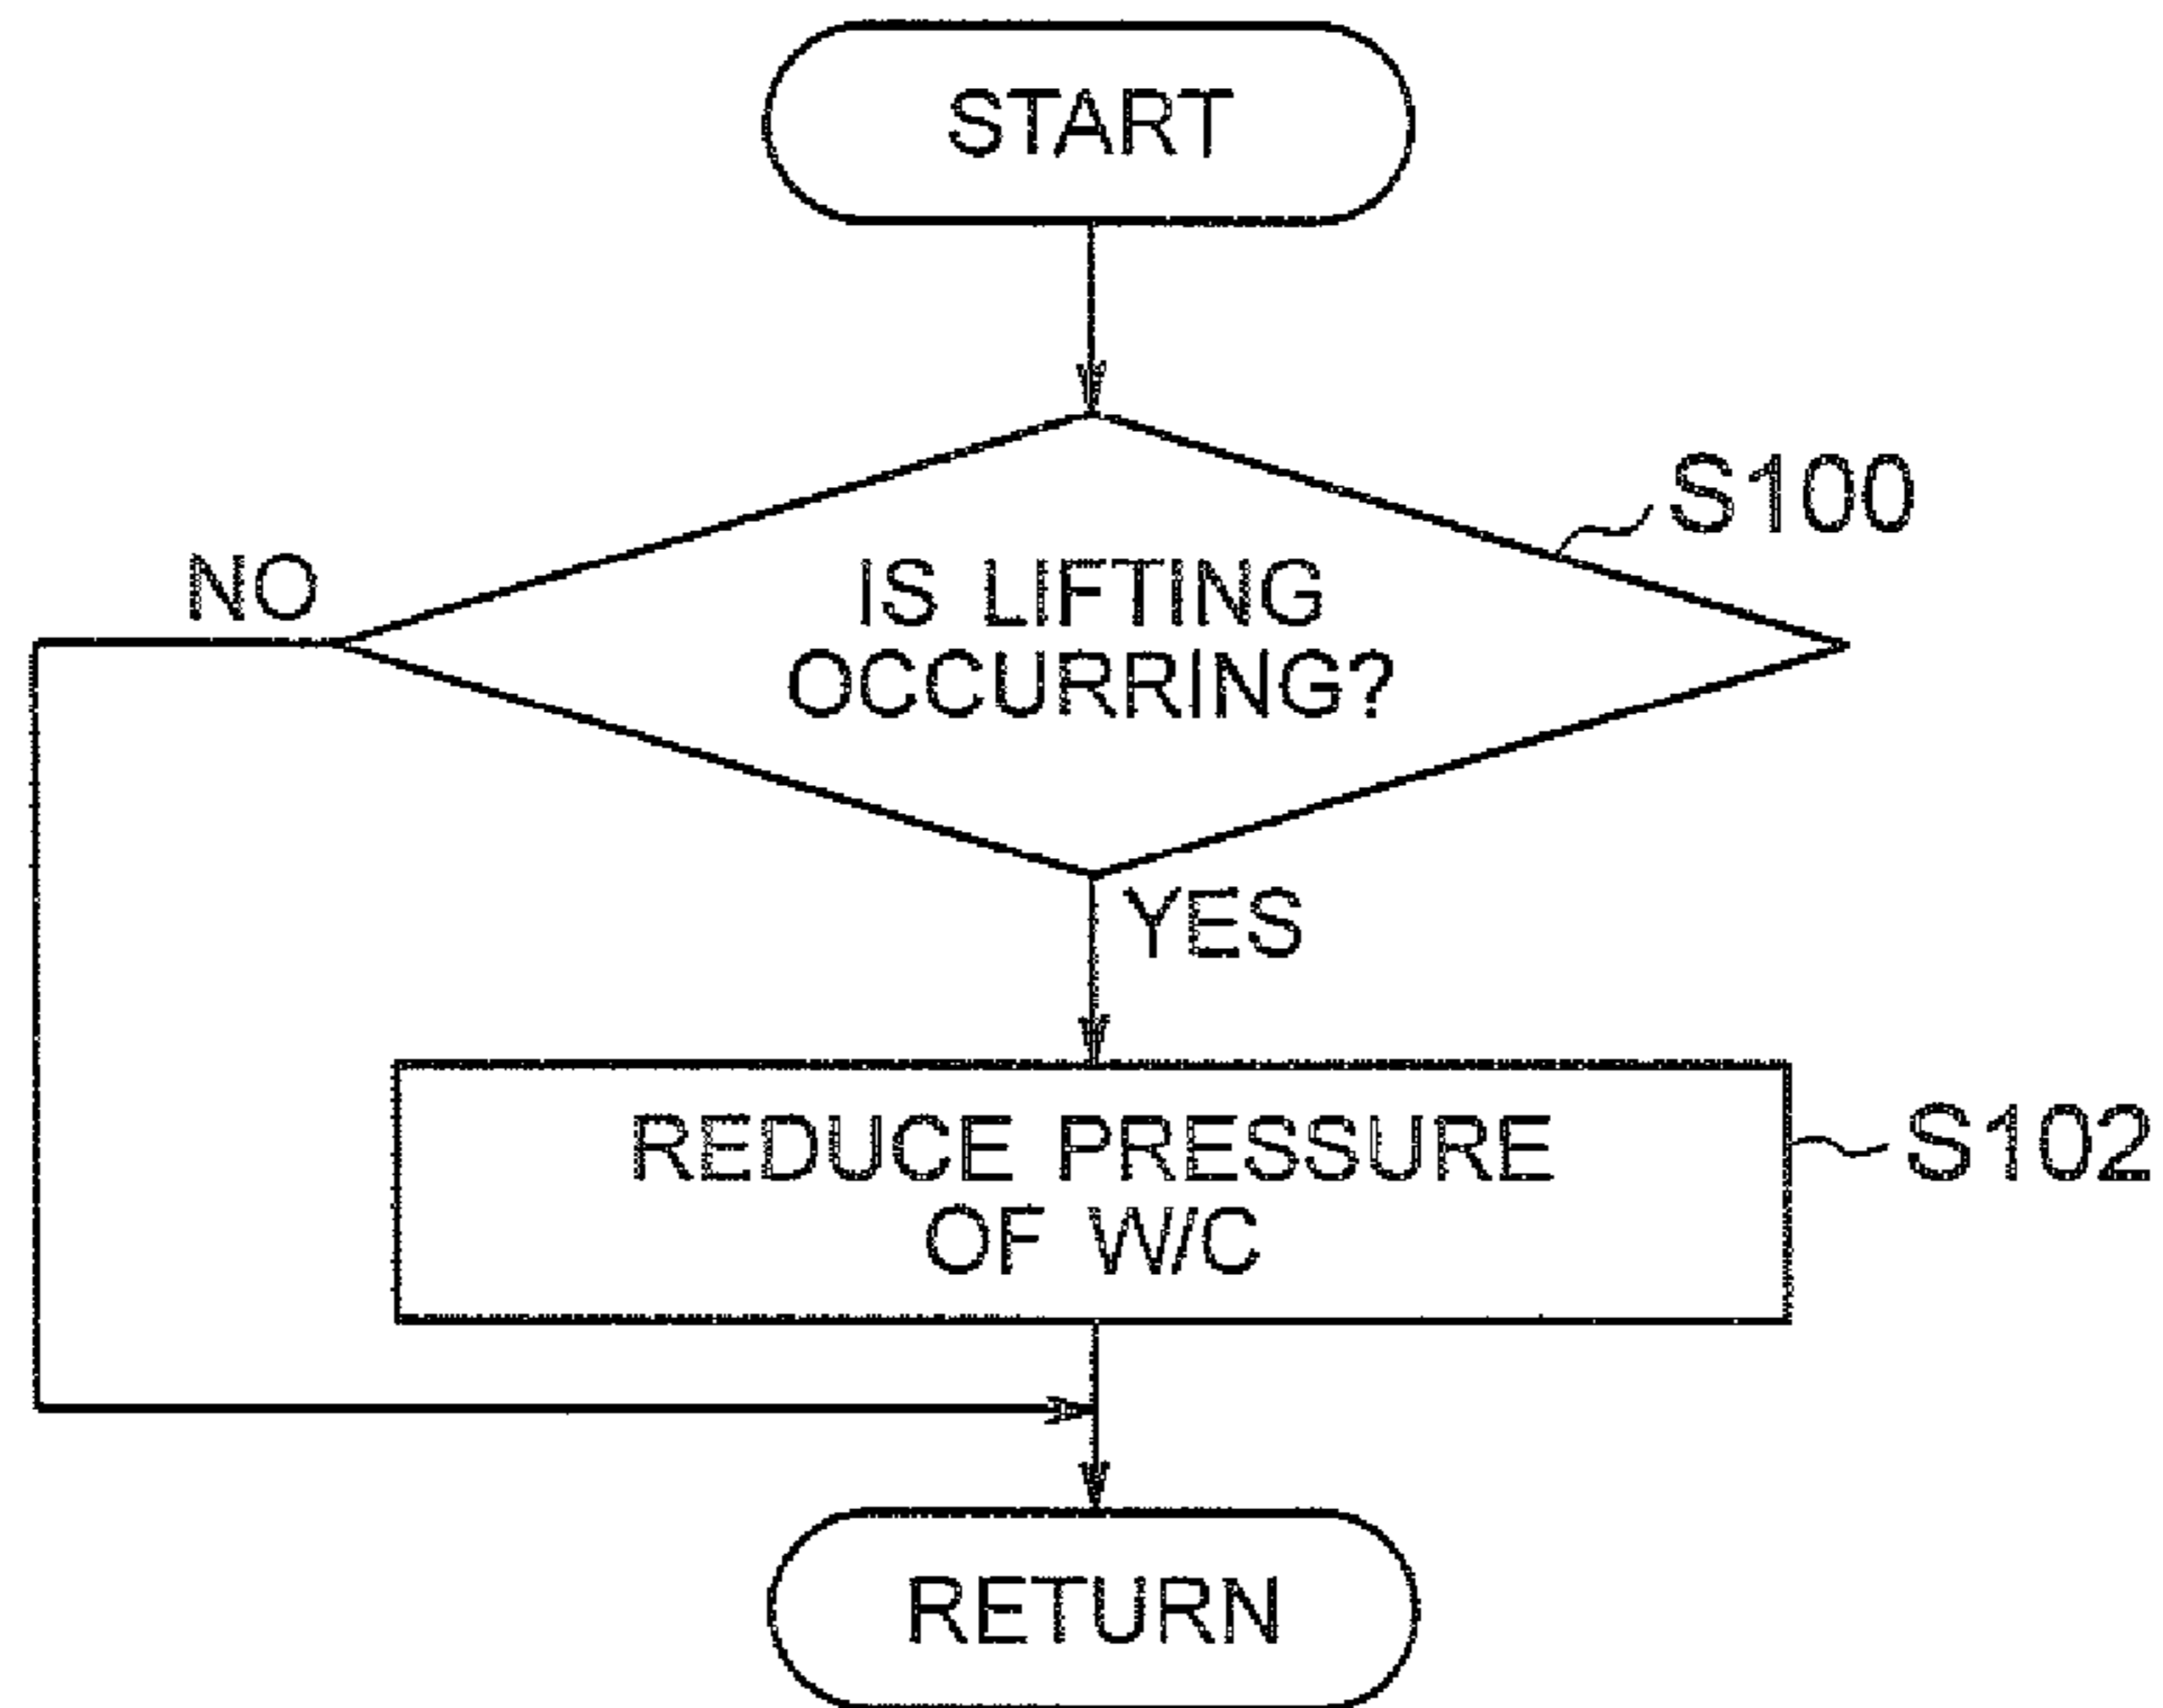 START
S100
NO
IS LIFTING
OCCURRING?
YES
REDUCE PRESSURE
OF W/C
S102
RETURN